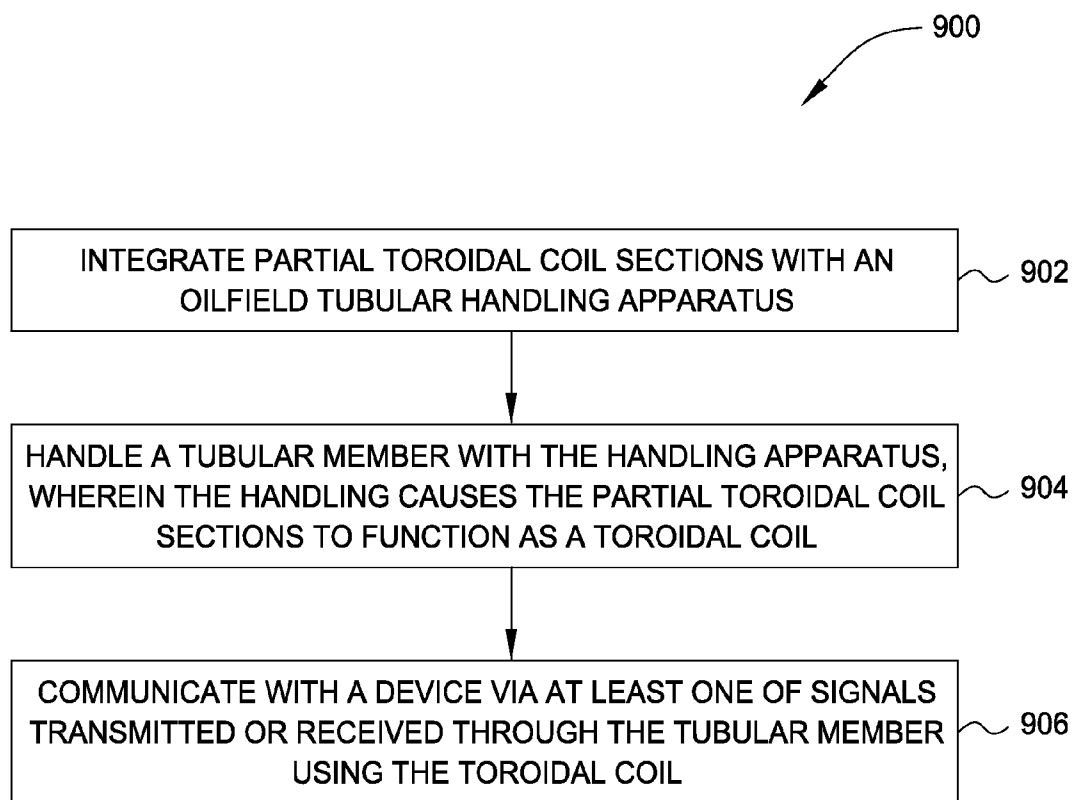 900
INTEGRATE PARTIAL TOROIDAL COIL SECTIONS WITH AN
OILFIELD TUBULAR HANDLING APPARATUS
902
HANDLE A TUBULAR MEMBER WITH THE HANDLING APPARATUS,
WHEREIN THE HANDLING CAUSES THE PARTIAL TOROIDAL COIL
SECTIONS TO FUNCTION AS A TOROIDAL COIL
904
COMMUNICATE WITH A DEVICE VIA AT LEAST ONE OF SIGNALS
TRANSMITTED OR RECEIVED THROUGH THE TUBULAR MEMBER
USING THE TOROIDAL COIL
906